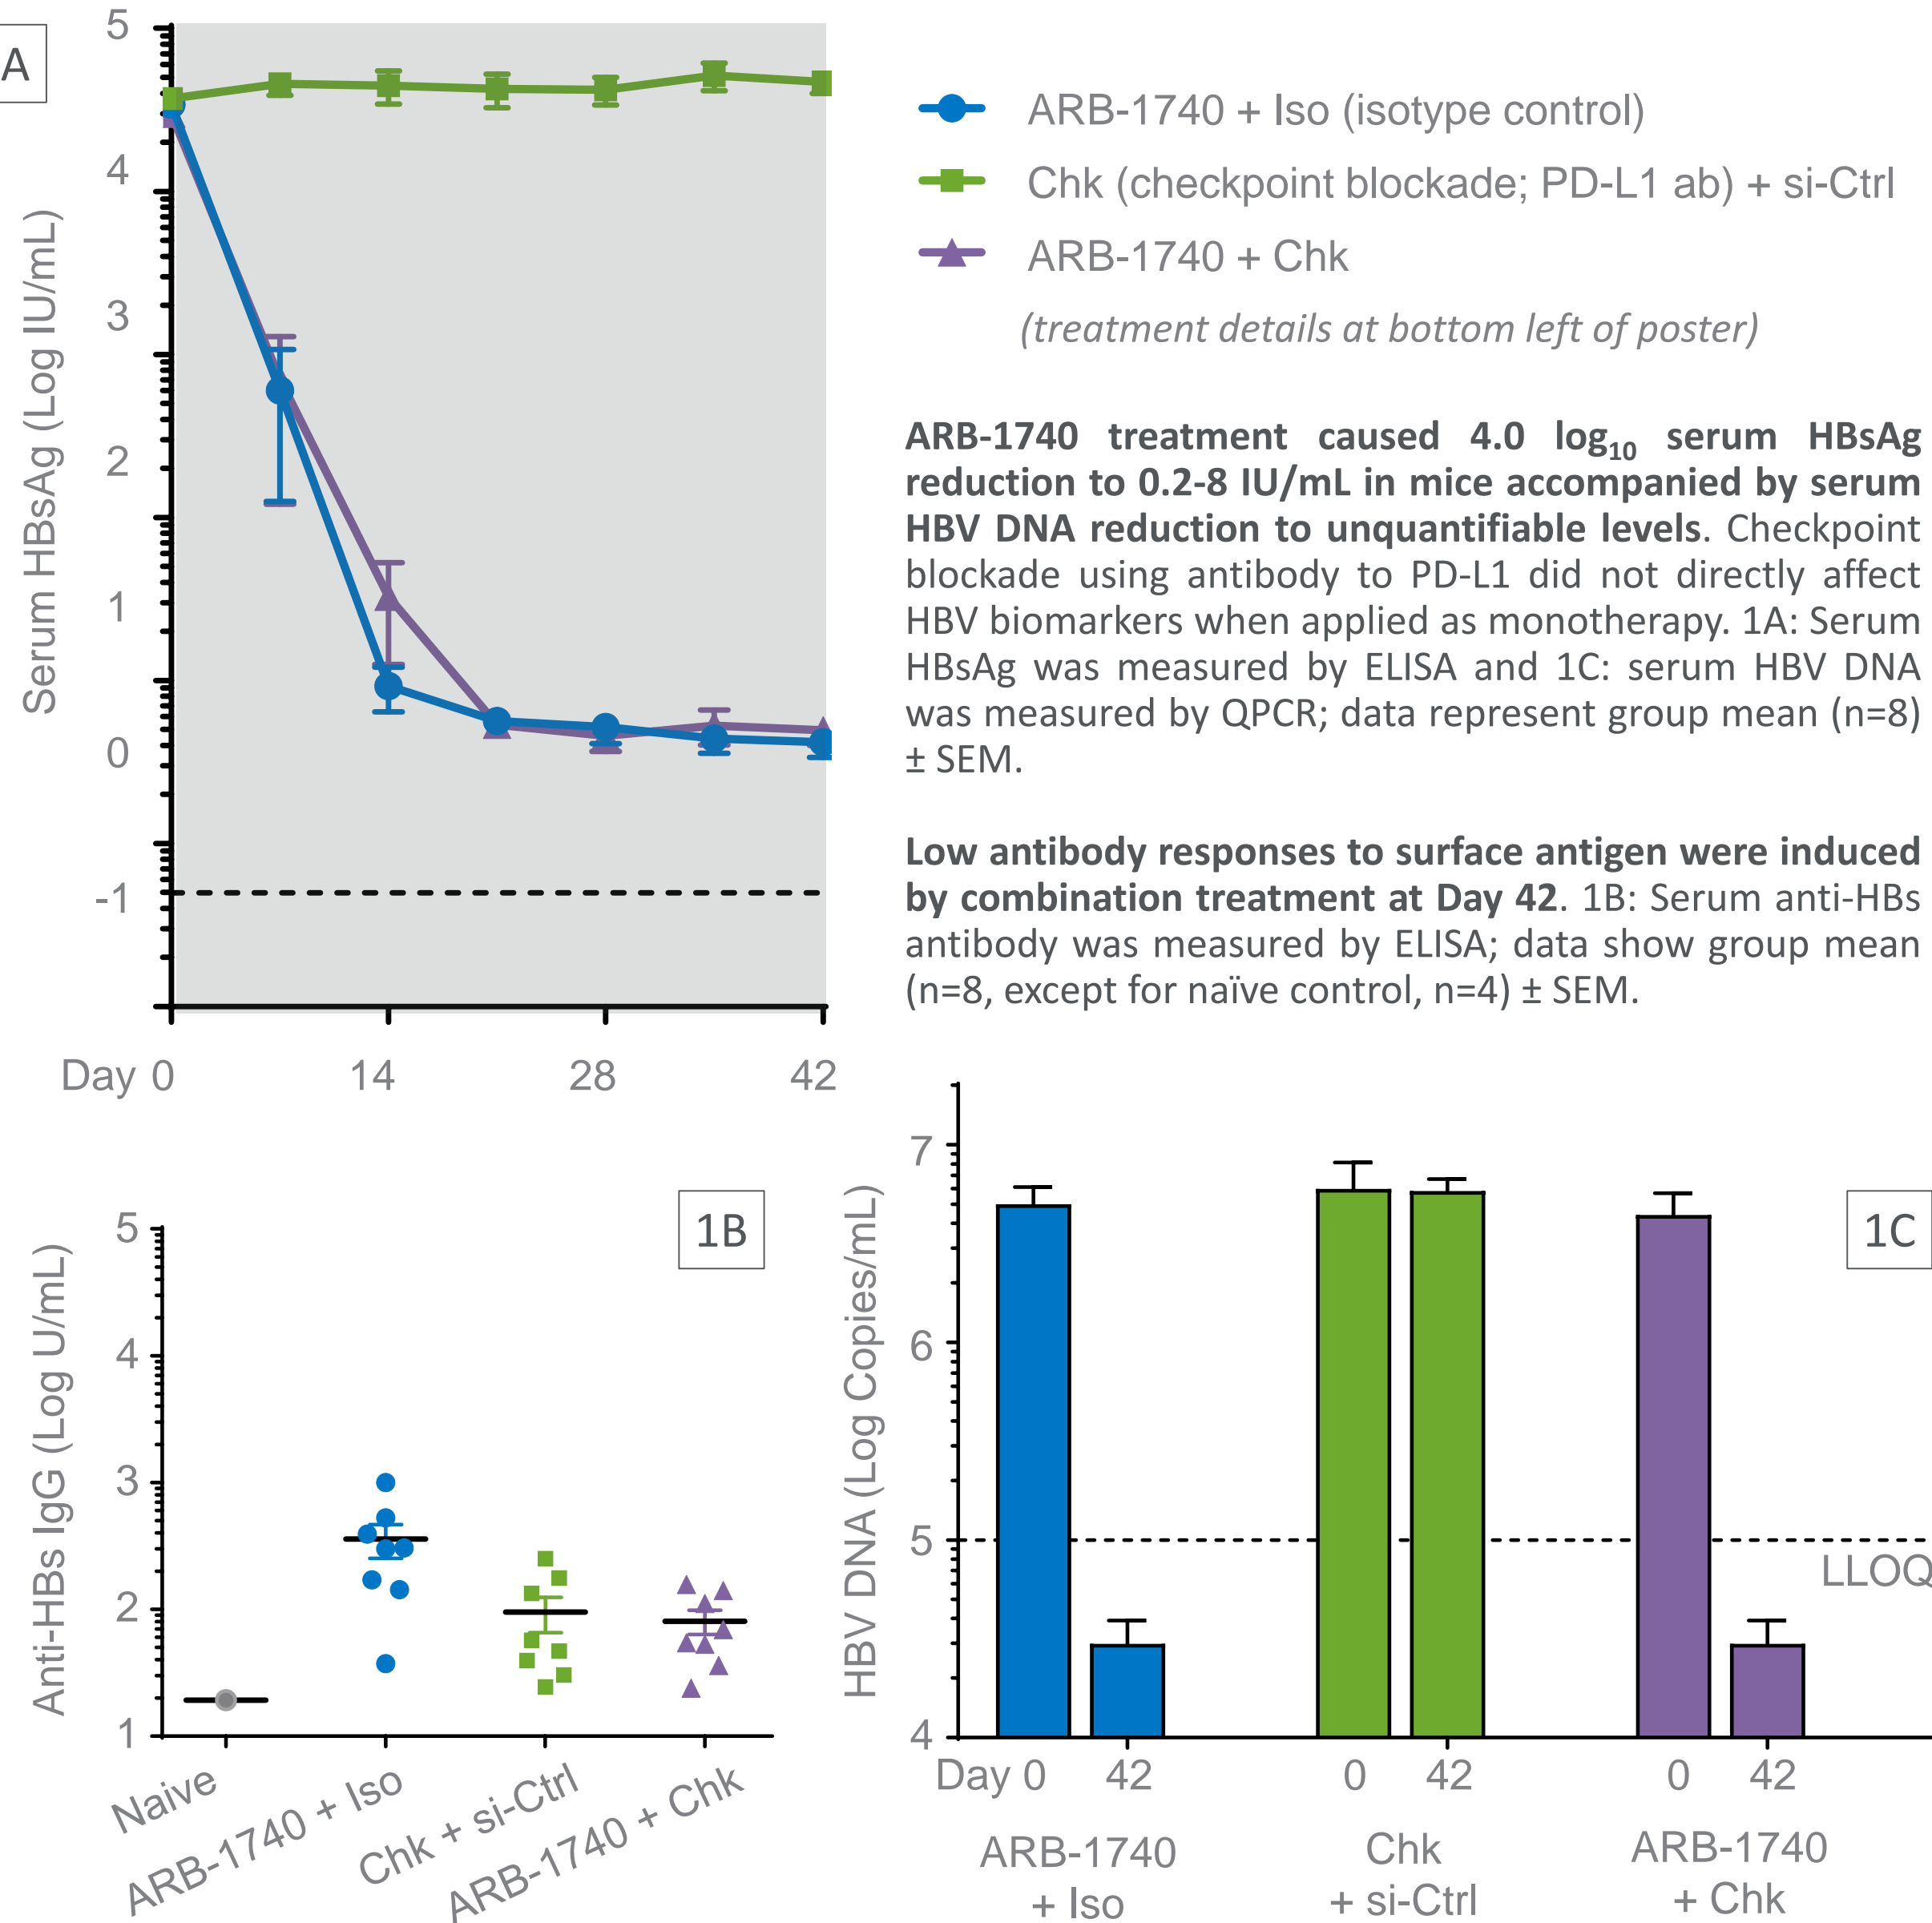 A
5
4
3
2
1
0
-1
Serum HBsAg (Log IU/mL)
Day 0 14 28 42
ARB-1740 + Iso (isotype control)
Chk (checkpoint blockade; PD-L1 ab) + si-Ctrl
ARB-1740 + Chk
(treatment details at bottom left of poster)
ARB-1740 treatment caused 4.0 log10 serum HBsAg
reduction to 0.2-8 IU/mL in mice accompanied by serum
HBV DNA reduction to unquantifiable levels. Checkpoint
blockade using antibody to PD-L1 did not directly affect
HBV biomarkers when applied as monotherapy. 1A: Serum
HBsAg was measured by ELISA and 1C: serum HBV DNA
was measured by QPCR; data represent group mean (n=8)
± SEM.
Low antibody responses to surface antigen were induced
by combination treatment at Day 42. 1B: Serum anti-HBs
antibody was measured by ELISA; data show group mean
(n=8, except for naïve control, n=4) ± SEM.
1B
5
4
3
2
1
Anti-HBs IgG (Log U/mL)
Naive
ARB-1740 + Iso
Chk + si-Ctrl
ARB-1740 + Chk
1C
7
6
5
4
HBV DNA (Log Copies/mL)
LLOQ
Day 0 42 0 42 0 42
ARB-1740
+ Iso
Chk
+ si-Ctrl
ARB-1740
+ Chk